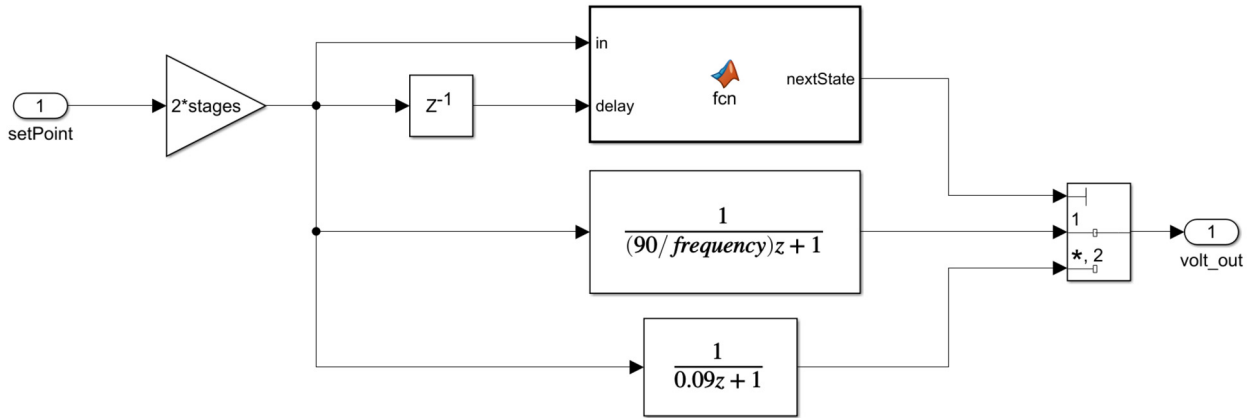 1
setPoint
2*stages
Z⁻¹
in
delay
fcn
nextState
1
(90/frequency)z + 1
1
0.09z + 1
1
*, 2
1
volt_out